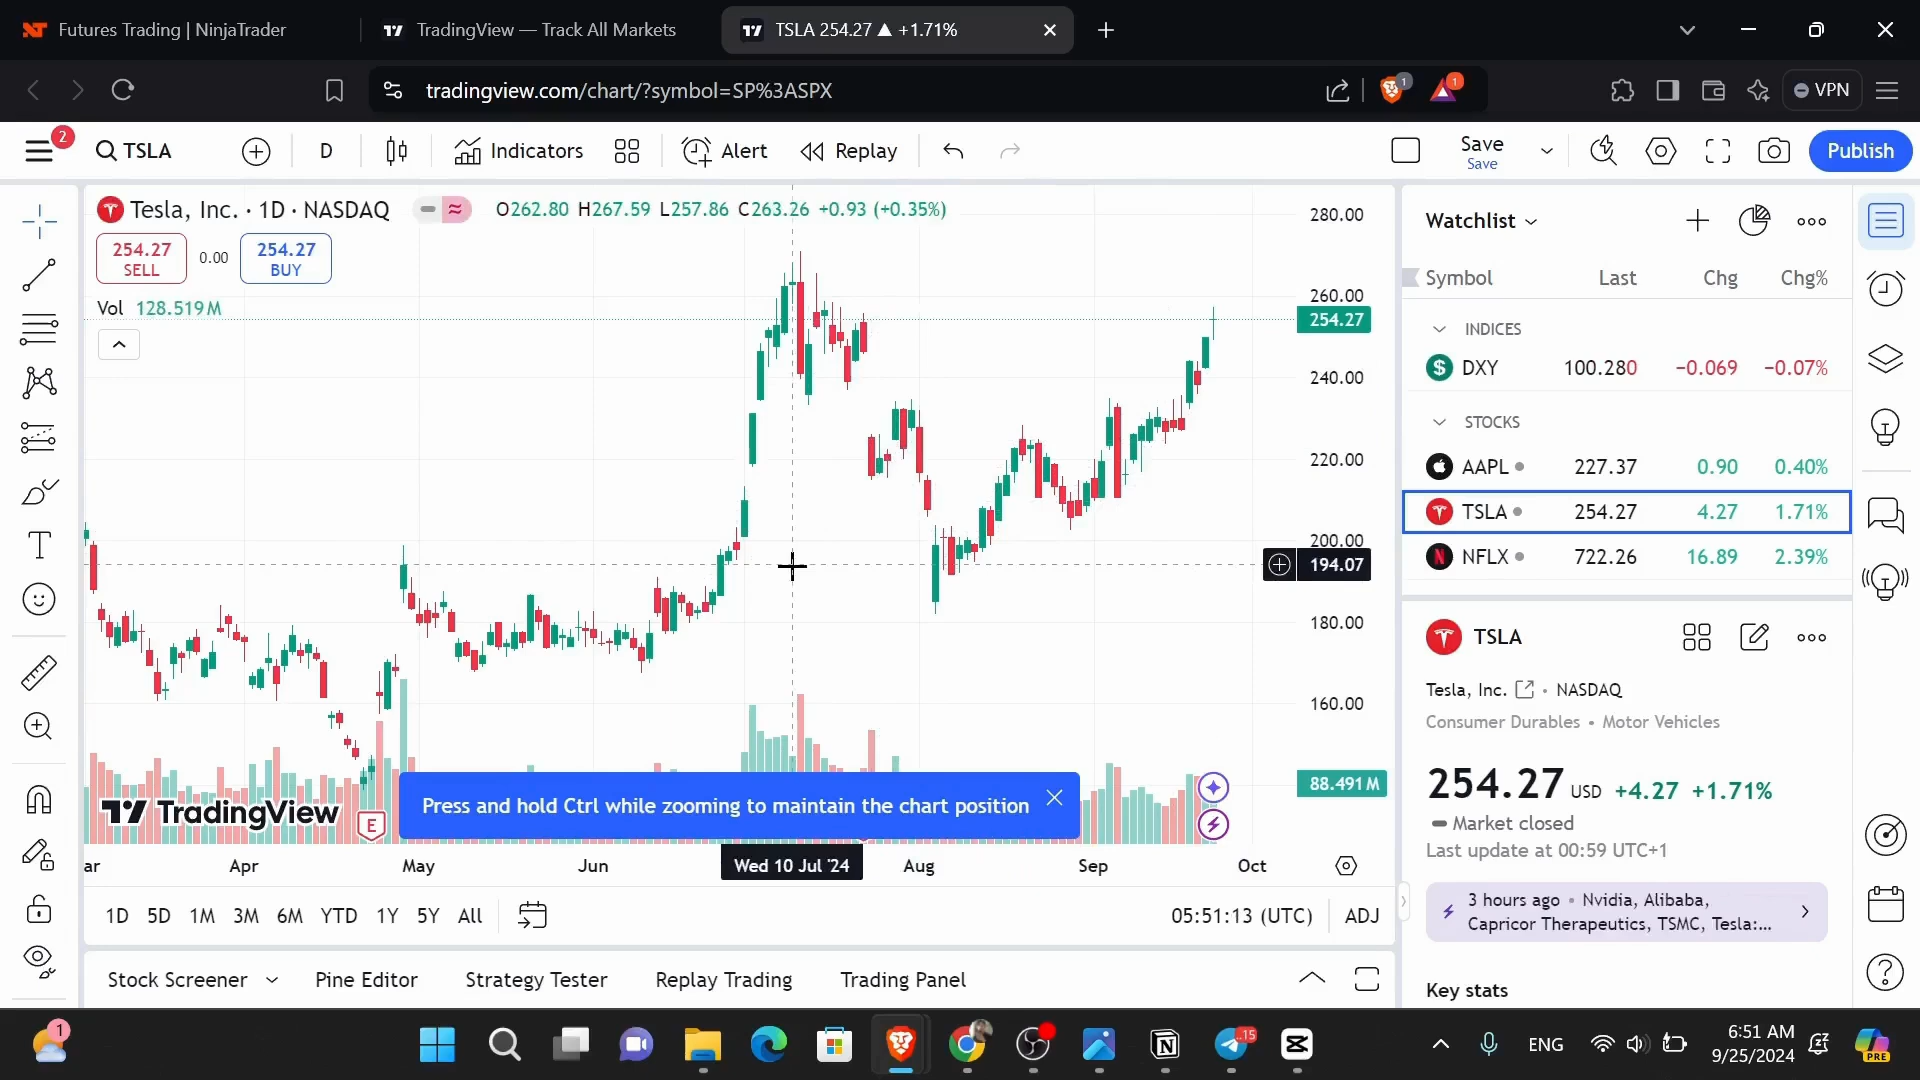 Futures Trading | NinjaTrader
TradingView — Track All Markets
TSLA 254.27 ▲ +1.71%
tradingview.com/chart/?symbol=SP%3ASPX
1
1
VPN
2
TSLA
D
Indicators
Alert
Replay
Save
Save
Publish
Tesla, Inc. · 1D · NASDAQ
O262.80 H267.59 L257.86 C263.26 +0.93 (+0.35%)
254.27
SELL
0.00
254.27
BUY
Vol 128.519M
280.00
260.00
254.27
240.00
220.00
200.00
194.07
180.00
160.00
88.491M
TradingView
E
Press and hold Ctrl while zooming to maintain the chart position
ar
Apr
May
Jun
Wed 10 Jul '24
Aug
Sep
Oct
1D 5D 1M 3M 6M YTD 1Y 5Y All
05:51:13 (UTC)
ADJ
Stock Screener
Pine Editor
Strategy Tester
Replay Trading
Trading Panel
Watchlist
Symbol Last Chg Chg%
INDICES
DXY 100.280 −0.069 −0.07%
STOCKS
AAPL 227.37 0.90 0.40%
TSLA 254.27 4.27 1.71%
NFLX 722.26 16.89 2.39%
TSLA
Tesla, Inc. • NASDAQ
Consumer Durables • Motor Vehicles
254.27 USD +4.27 +1.71%
Market closed
Last update at 00:59 UTC+1
3 hours ago • Nvidia, Alibaba,
Capricor Therapeutics, TSMC, Tesla:...
Key stats
1
15
ENG
6:51 AM
9/25/2024
PRE